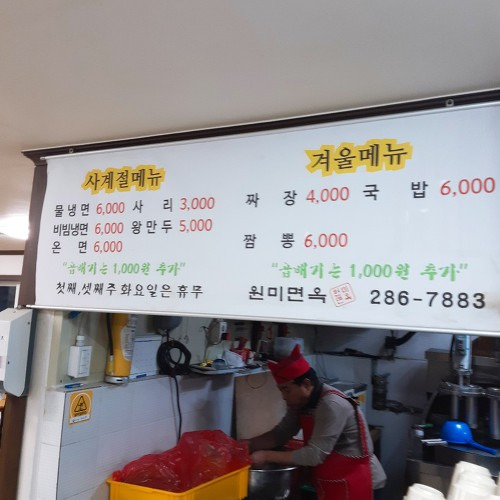 사계절메뉴
물냉면 6,000 사 리 3,000
비빔냉면 6,000 왕만두 5,000
온 면 6,000
"곱배기는 1,000원 추가"
첫째,셋째주 화요일은 휴무
겨울메뉴
짜 장 4,000 국 밥 6,000
짬 뽕 6,000
"곱배기는 1,000원 추가"
원미면옥 286-7883